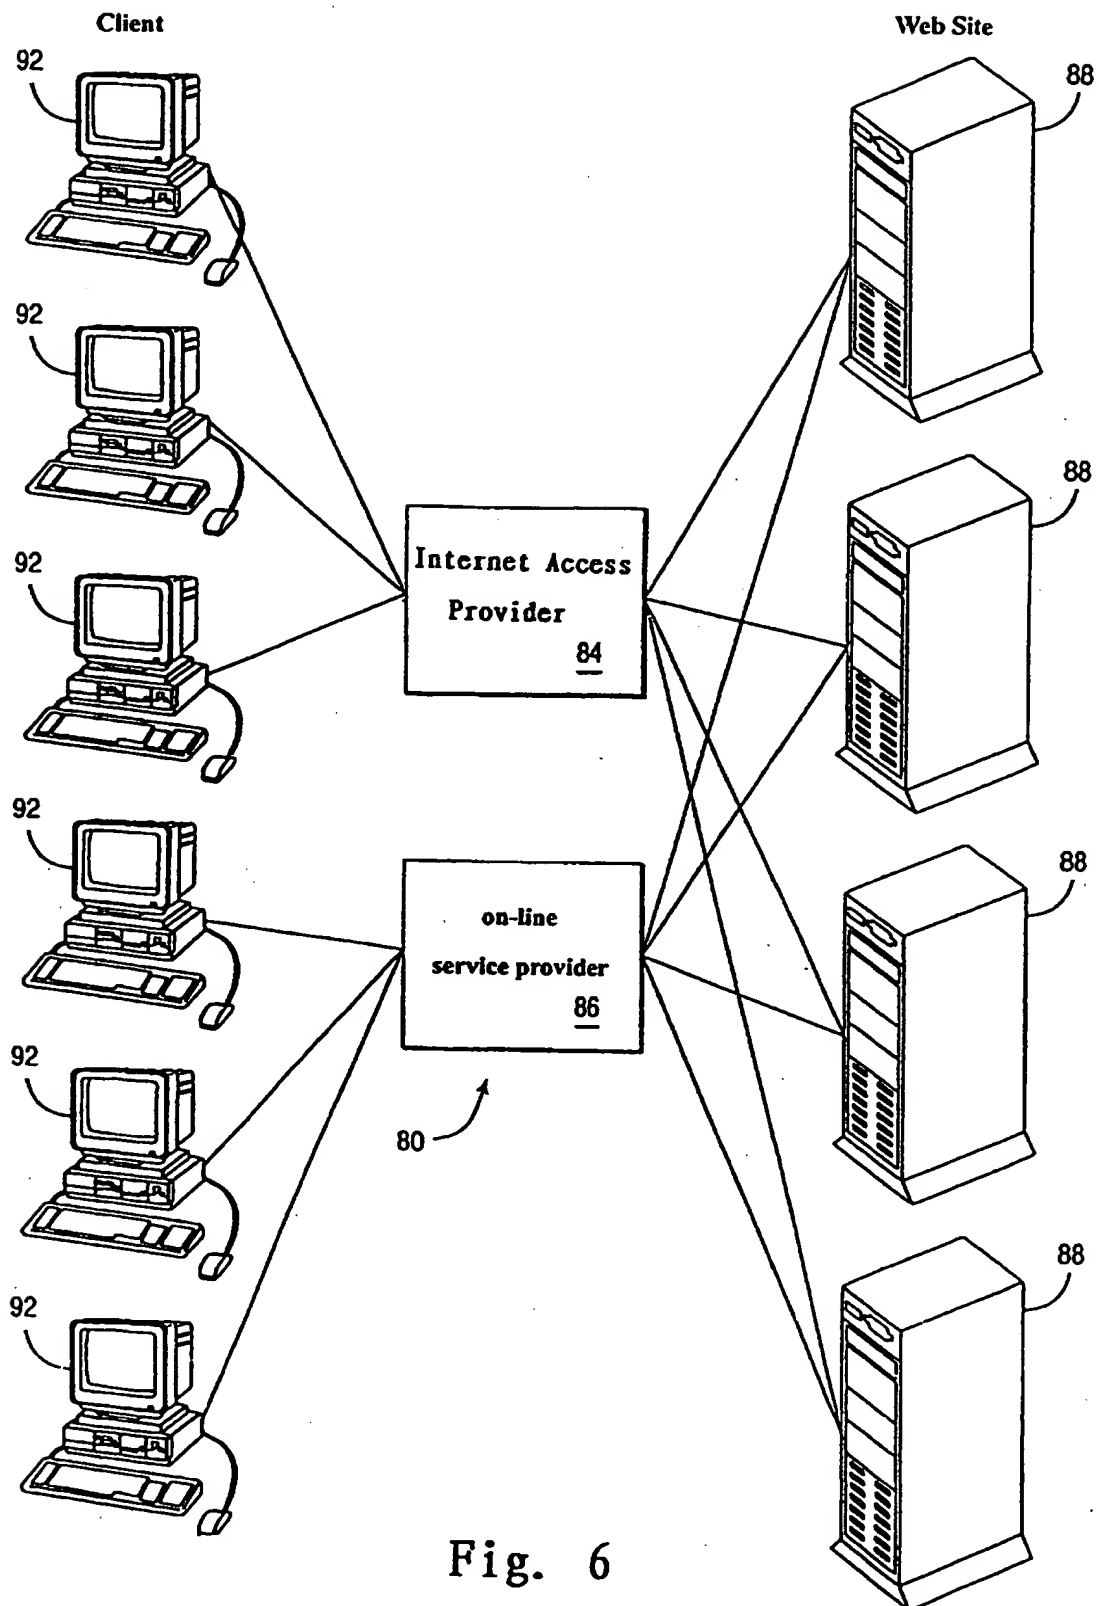 Client
Web Site
92
88
92
88
Internet Access
Provider
84
92
92
88
on-line
service provider
86
92
80
92
88
Fig. 6